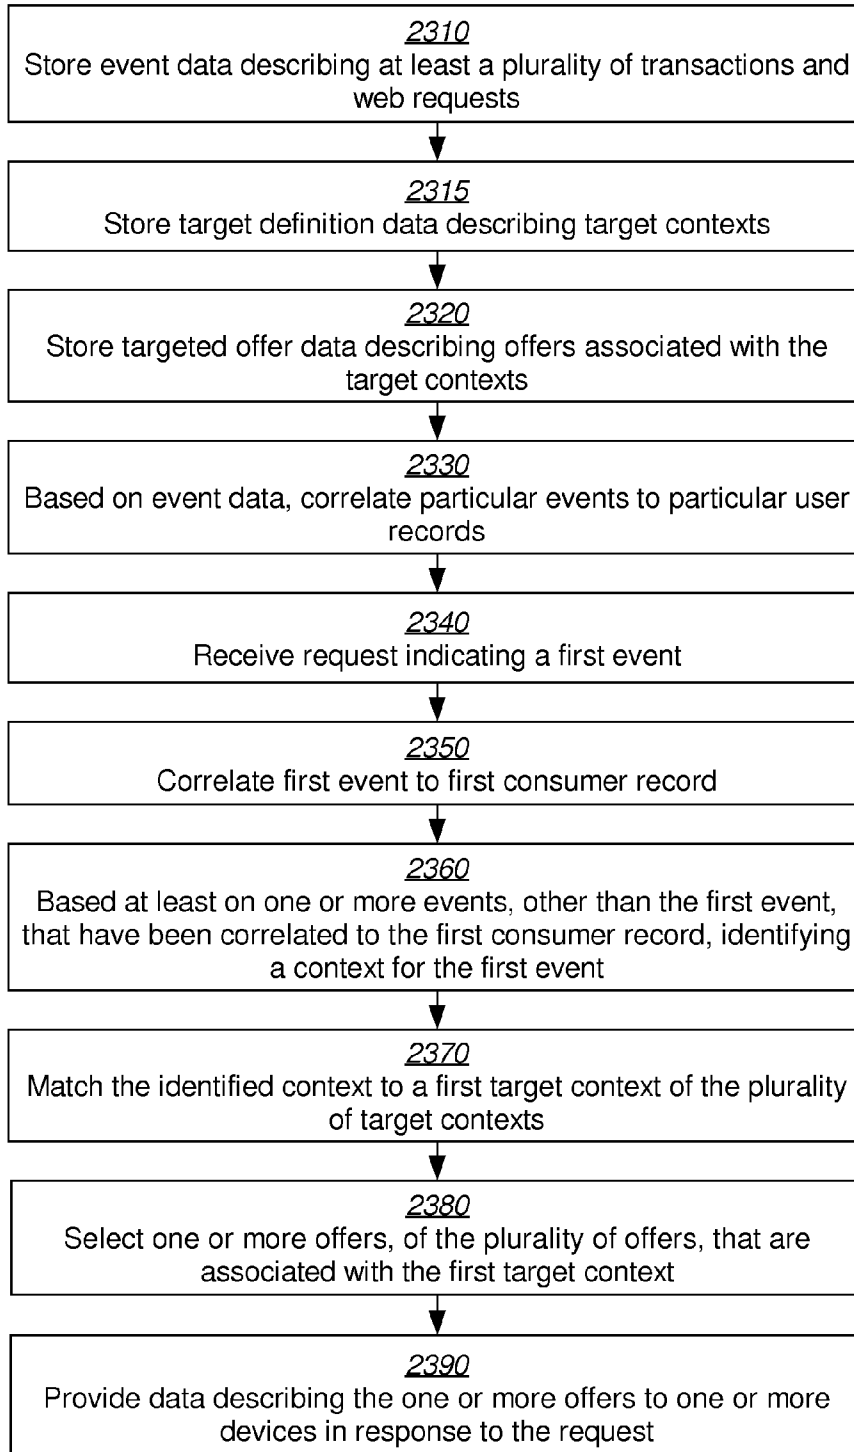 2310
Store event data describing at least a plurality of transactions and
web requests
2315
Store target definition data describing target contexts
2320
Store targeted offer data describing offers associated with the
target contexts
2330
Based on event data, correlate particular events to particular user
records
2340
Receive request indicating a first event
2350
Correlate first event to first consumer record
2360
Based at least on one or more events, other than the first event,
that have been correlated to the first consumer record, identifying
a context for the first event
2370
Match the identified context to a first target context of the plurality
of target contexts
2380
Select one or more offers, of the plurality of offers, that are
associated with the first target context
2390
Provide data describing the one or more offers to one or more
devices in response to the request